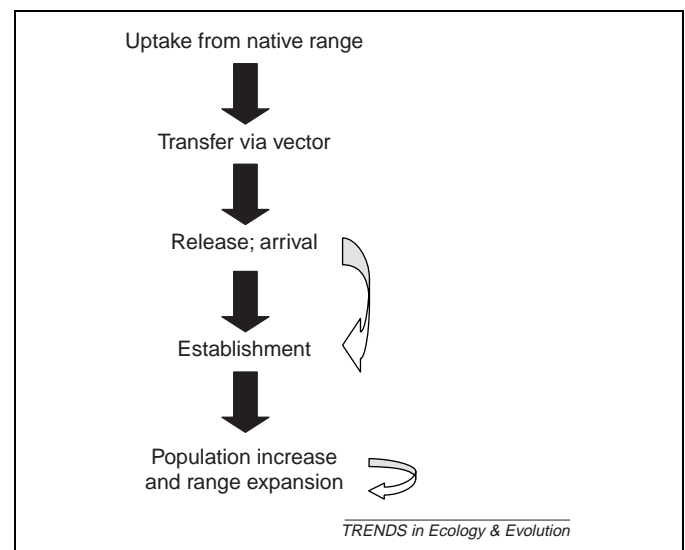 Uptake from native range
Transfer via vector
Release; arrival
Establishment
Population increase
and range expansion
TRENDS in Ecology & Evolution